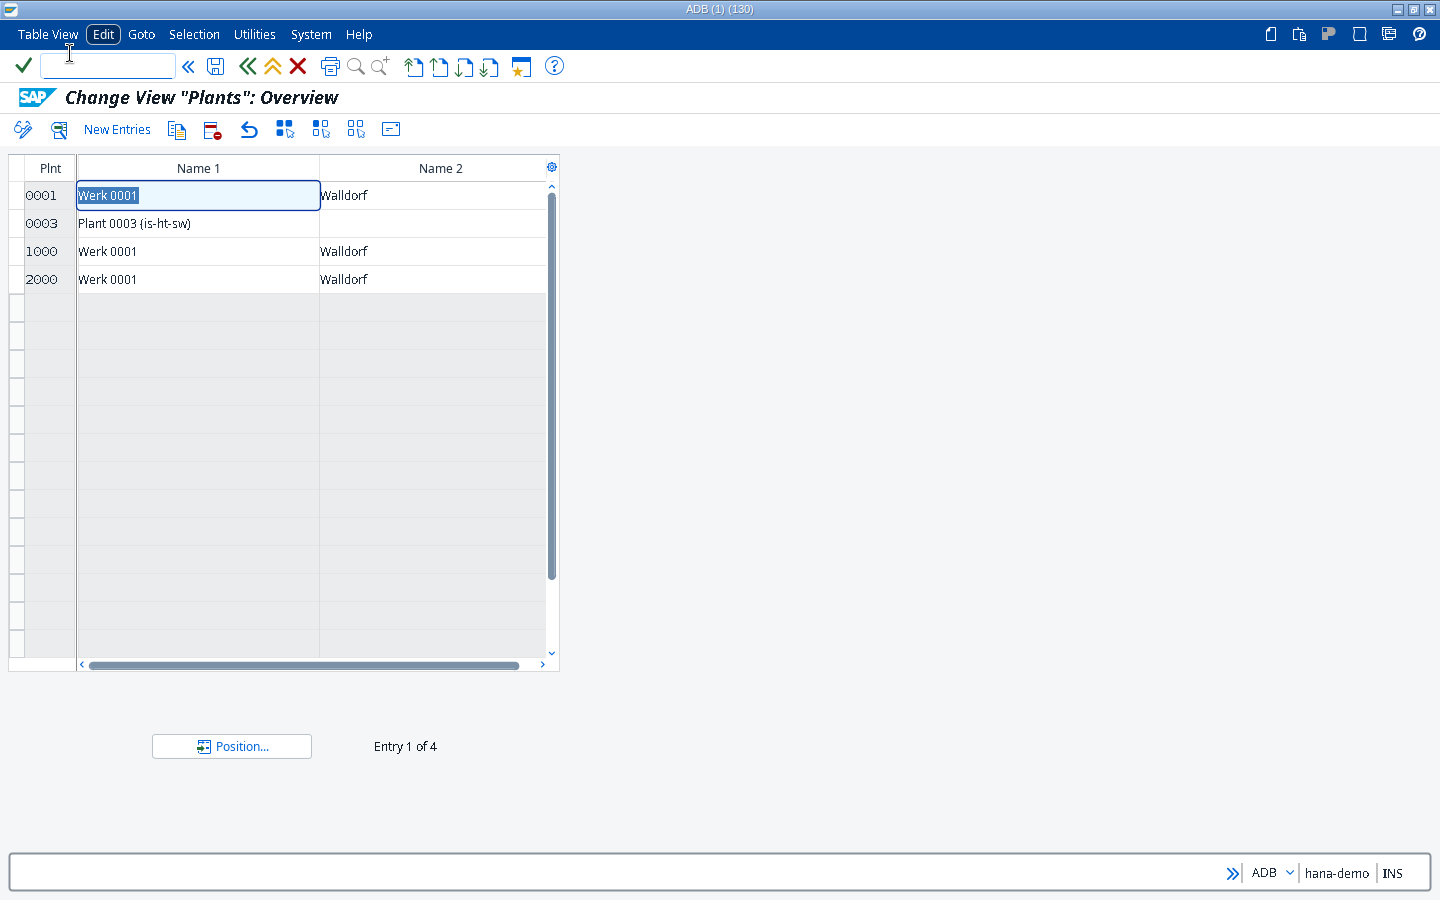 ADB (1) (130)
Table View Edit Goto Selection Utilities System Help
SAP Change View "Plants": Overview
New Entries
Plnt Name 1 Name 2
0001 Werk 0001 Walldorf
0003 Plant 0003 (is-ht-sw)
1000 Werk 0001 Walldorf
2000 Werk 0001 Walldorf
Position... Entry 1 of 4
ADB hana-demo INS